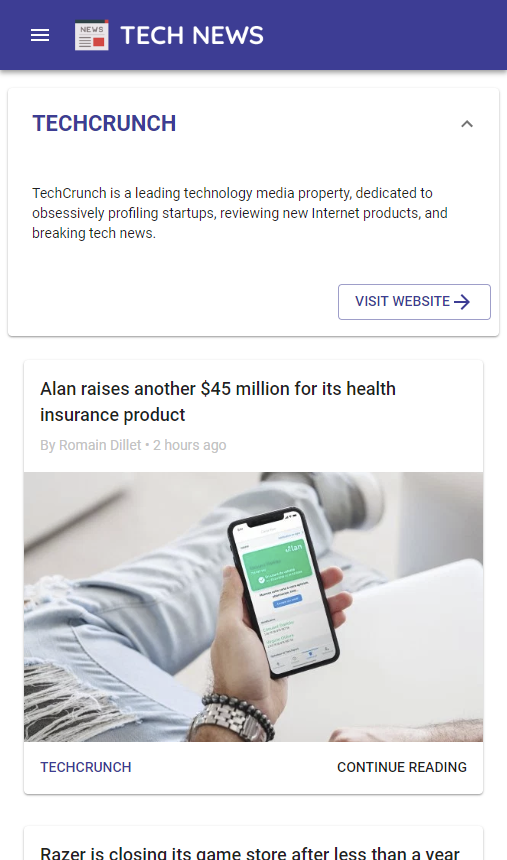 NEWS
TECH NEWS
TECHCRUNCH
TechCrunch is a leading technology media property, dedicated to
obsessively profiling startups, reviewing new Internet products, and
breaking tech news.
VISIT WEBSITE
Alan raises another $45 million for its health
insurance product
By Romain Dillet • 2 hours ago
alan
TECHCRUNCH
CONTINUE READING
Razer is closing its game store after less than a year